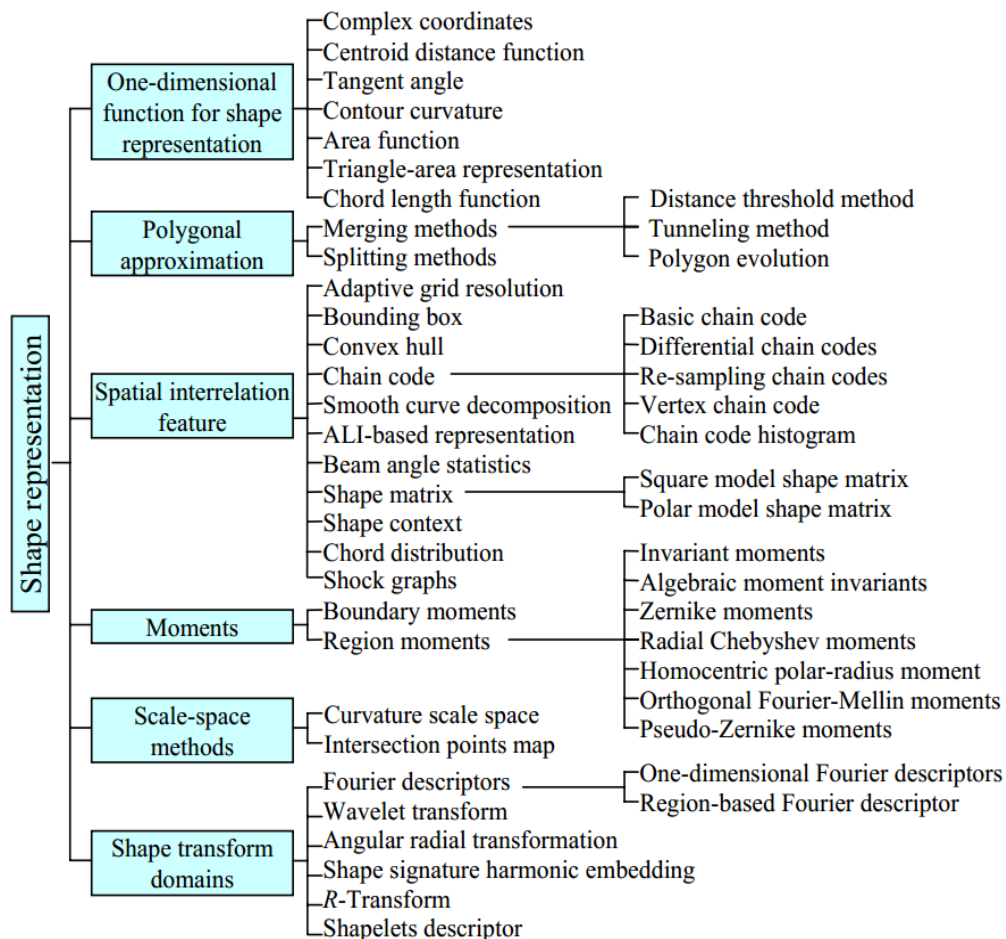 Shape representation
One-dimensional
function for shape
representation
Complex coordinates
Centroid distance function
Tangent angle
Contour curvature
Area function
Triangle-area representation
Chord length function
Polygonal
approximation
Merging methods
Splitting methods
Distance threshold method
Tunneling method
Polygon evolution
Spatial interrelation
feature
Adaptive grid resolution
Bounding box
Convex hull
Chain code
Smooth curve decomposition
ALI-based representation
Beam angle statistics
Shape matrix
Shape context
Chord distribution
Shock graphs
Basic chain code
Differential chain codes
Re-sampling chain codes
Vertex chain code
Chain code histogram
Square model shape matrix
Polar model shape matrix
Moments
Boundary moments
Region moments
Invariant moments
Algebraic moment invariants
Zernike moments
Radial Chebyshev moments
Homocentric polar-radius moment
Orthogonal Fourier-Mellin moments
Pseudo-Zernike moments
Scale-space
methods
Curvature scale space
Intersection points map
Shape transform
domains
Fourier descriptors
Wavelet transform
Angular radial transformation
Shape signature harmonic embedding
R-Transform
Shapelets descriptor
One-dimensional Fourier descriptors
Region-based Fourier descriptor